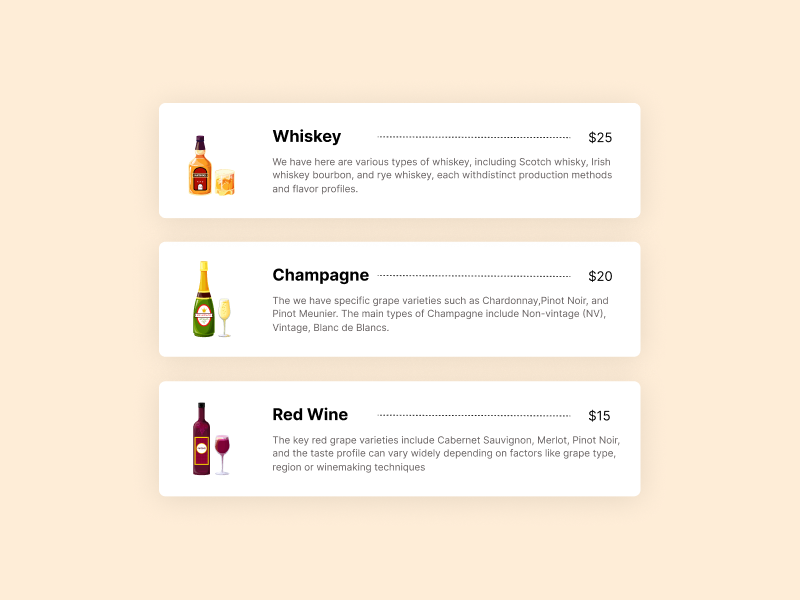 Whiskey $25
We have here are various types of whiskey, including Scotch whisky, Irish
whiskey bourbon, and rye whiskey, each withdistinct production methods
and flavor profiles.
Champagne $20
The we have specific grape varieties such as Chardonnay,Pinot Noir, and
Pinot Meunier. The main types of Champagne include Non-vintage (NV),
Vintage, Blanc de Blancs.
Red Wine $15
The key red grape varieties include Cabernet Sauvignon, Merlot, Pinot Noir,
and the taste profile can vary widely depending on factors like grape type,
region or winemaking techniques